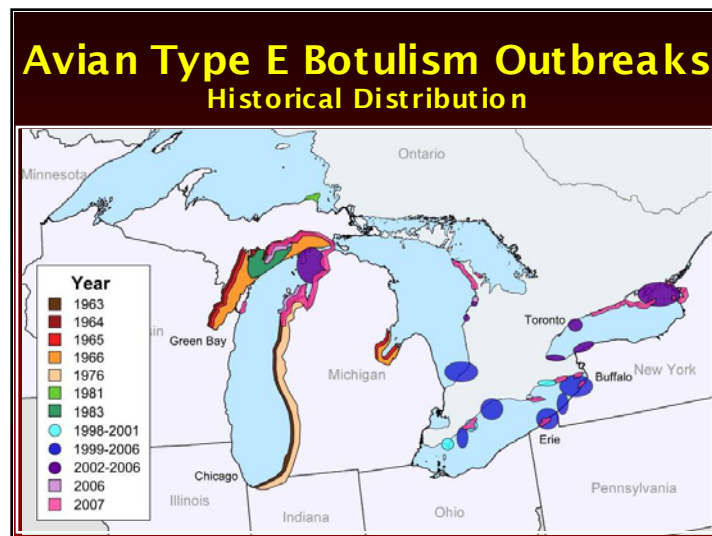 Avian Type E Botulism Outbreaks
Historical Distribution
Minnesota
Ontario
Year
1963
1964
1965
1966
1976
1981
1983
1998-2001
1999-2006
2002-2006
2006
2007
sin
Green Bay
Michigan
Toronto
Buffalo
New York
Erie
Chicago
Illinois
Indiana
Ohio
Pennsylvania